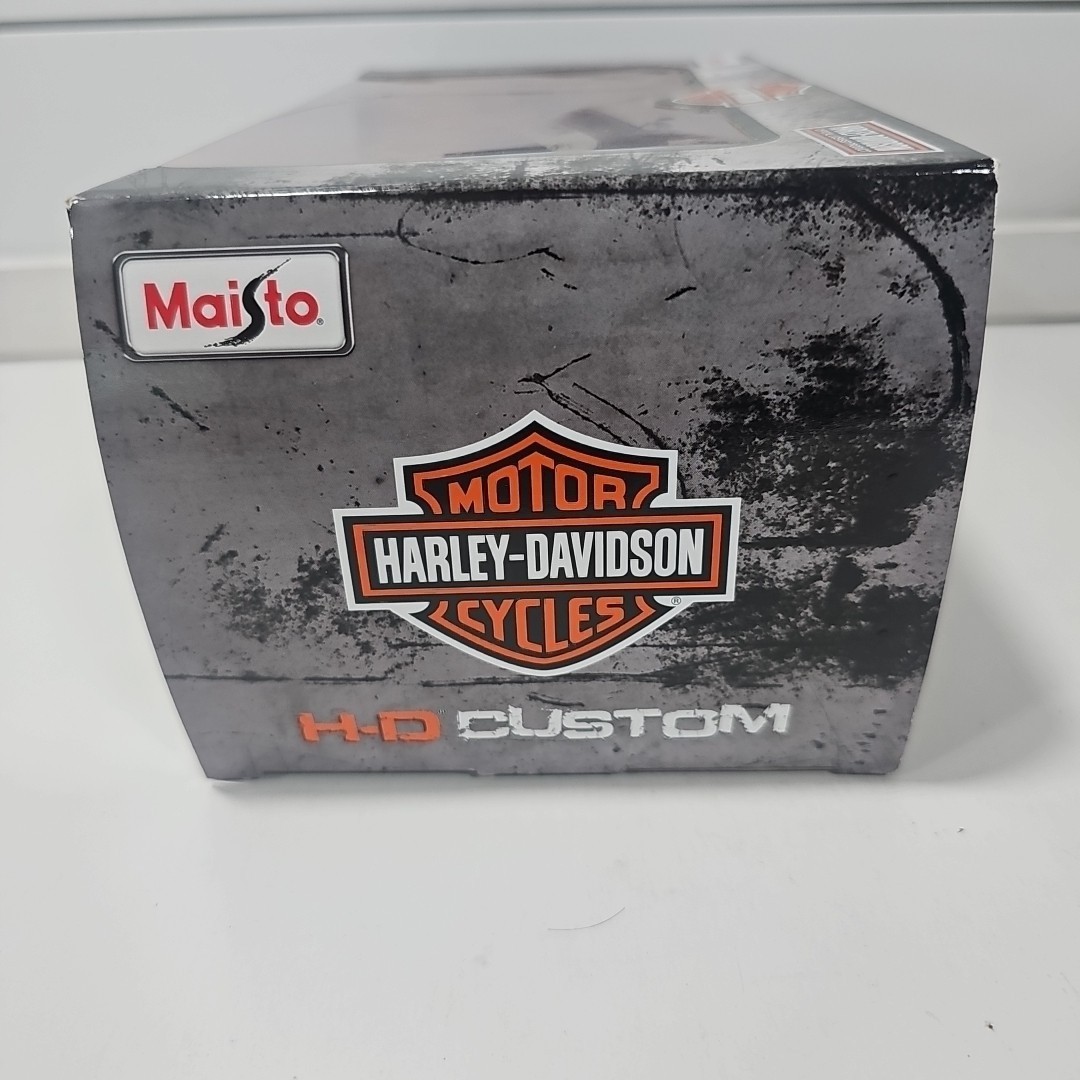 Maisto
MOTOR
HARLEY-DAVIDSON
CYCLES
®
H-D CUSTOM